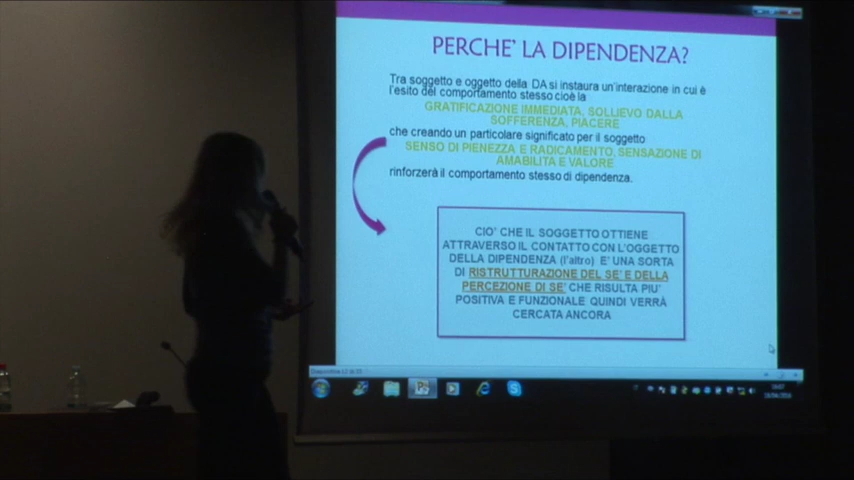 PERCHE' LA DIPENDENZA?
Tra soggetto e oggetto della DA si instaura un'interazione in cui è
l'esito del comportamento stesso cioè la
GRATIFICAZIONE IMMEDIATA, SOLLIEVO DALLA
SOFFERENZA, PIACERE
che creando un particolare significato per il soggetto
SENSO DI PIENEZZA E RADICAMENTO, SENSAZIONE DI
AMABILITA E VALORE
rinforzerà il comportamento stesso di dipendenza.
CIO' CHE IL SOGGETTO OTTIENE
ATTRAVERSO IL CONTATTO CON L'OGGETTO
DELLA DIPENDENZA (l'altro) E' UNA SORTA
DI RISTRUTTURAZIONE DEL SE' E DELLA
PERCEZIONE DI SE' CHE RISULTA PIU'
POSITIVA E FUNZIONALE QUINDI VERRÀ
CERCATA ANCORA